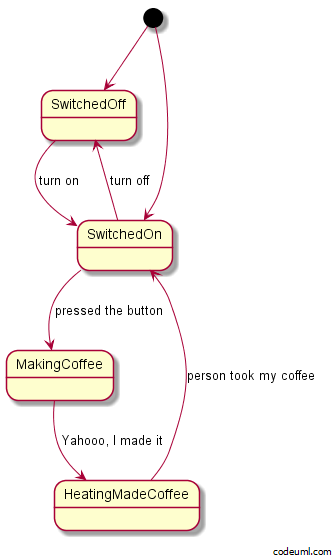 SwitchedOff
turn on
turn off
SwitchedOn
pressed the button
MakingCoffee
person took my coffee
Yahooo, I made it
HeatingMadeCoffee
codeuml.com